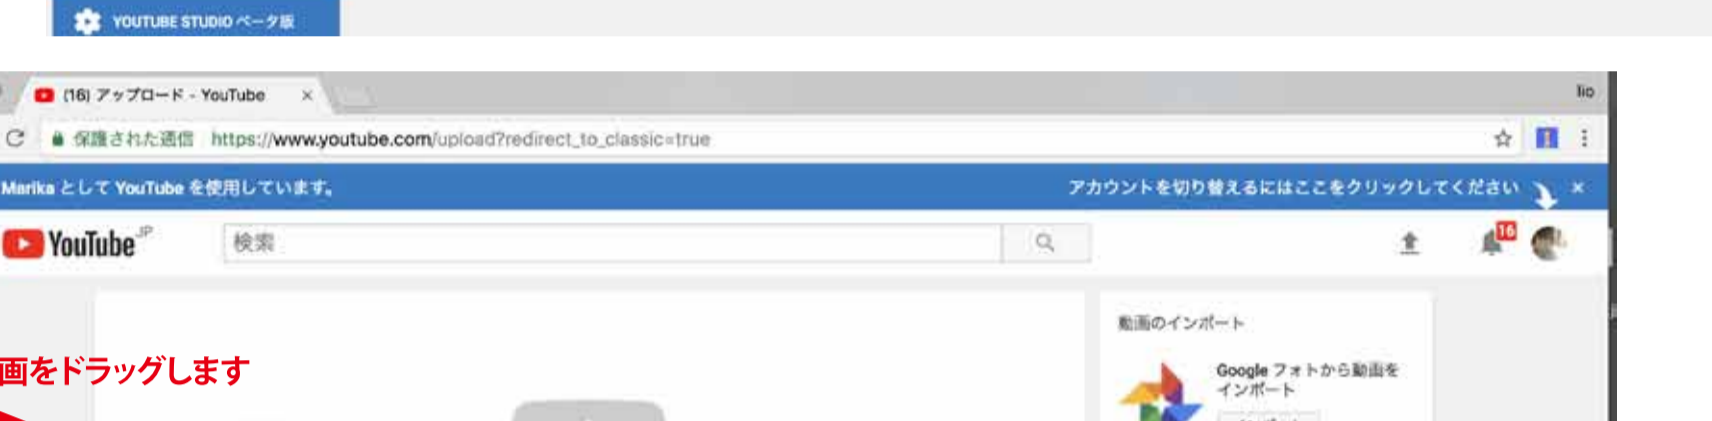 YOUTUBE STUDIO ベータ版
(16) アップロード - YouTube ×
lio
保護された通信 https://www.youtube.com/upload?redirect_to_classic=true
Marika として YouTube を使用しています。 アカウントを切り替えるにはここをクリックしてください ×
YouTube JP 検索 16
動画のインポート
画をドラッグします
Google フォトから動画を
インポート